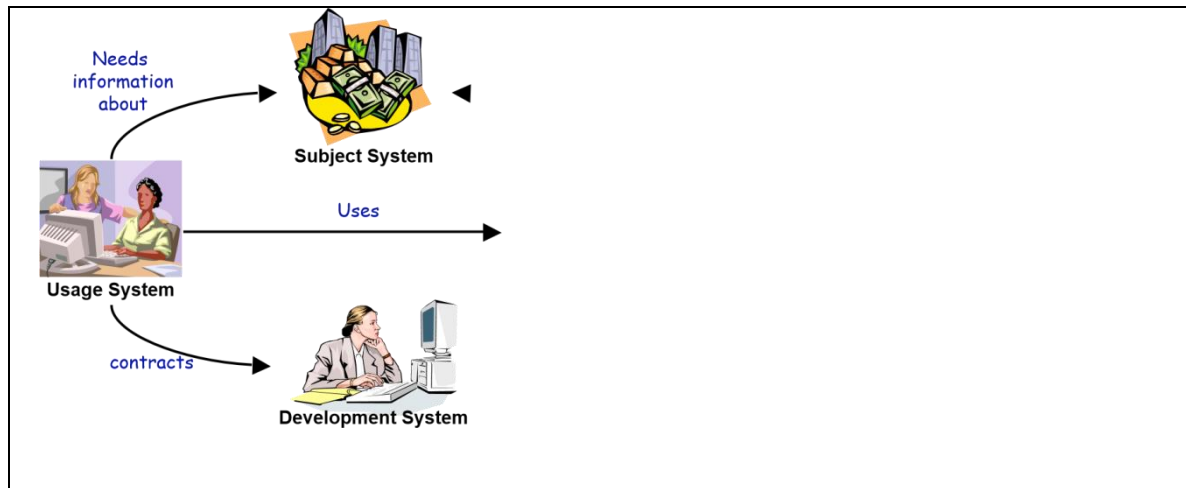 Needs
information
about
Subject System
Uses
Usage System
contracts
Development System